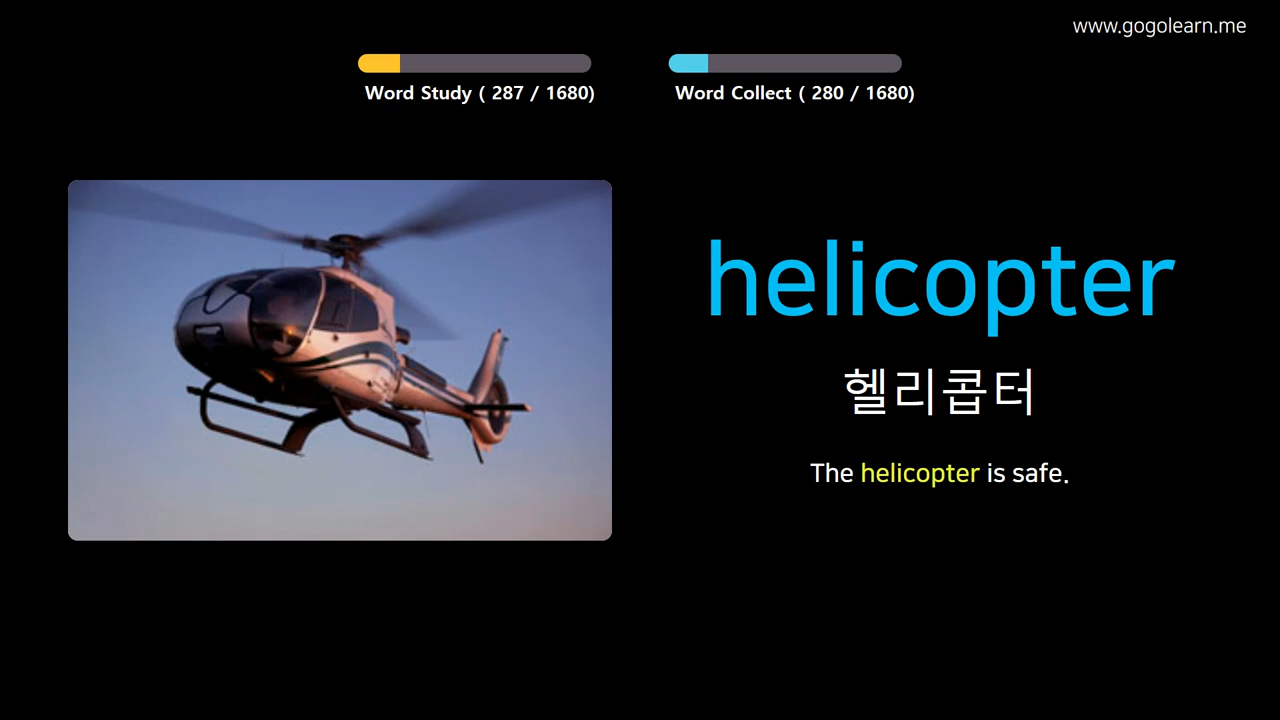 www.gogolearn.me
Word Study ( 287 / 1680)
Word Collect ( 280 / 1680)
helicopter
헬리콥터
The helicopter is safe.